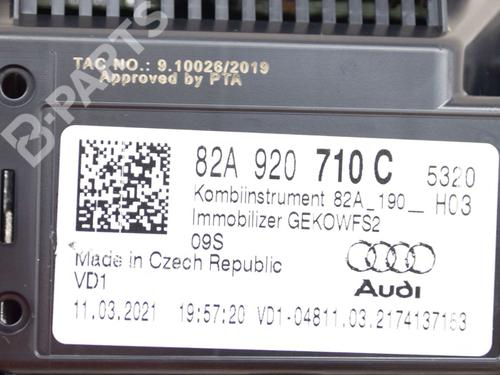 TAC NO.: 9.10026/2019
Approved by PTA
B-PARTS
82A 920 710 C 5320
Kombiinstrument 82A_190__ H03
Immobilizer GEKOWFS2
09S
Made in Czech Republic
VD1
Audi
11.03.2021 19:57:20 VD1-04811.03.2174137163